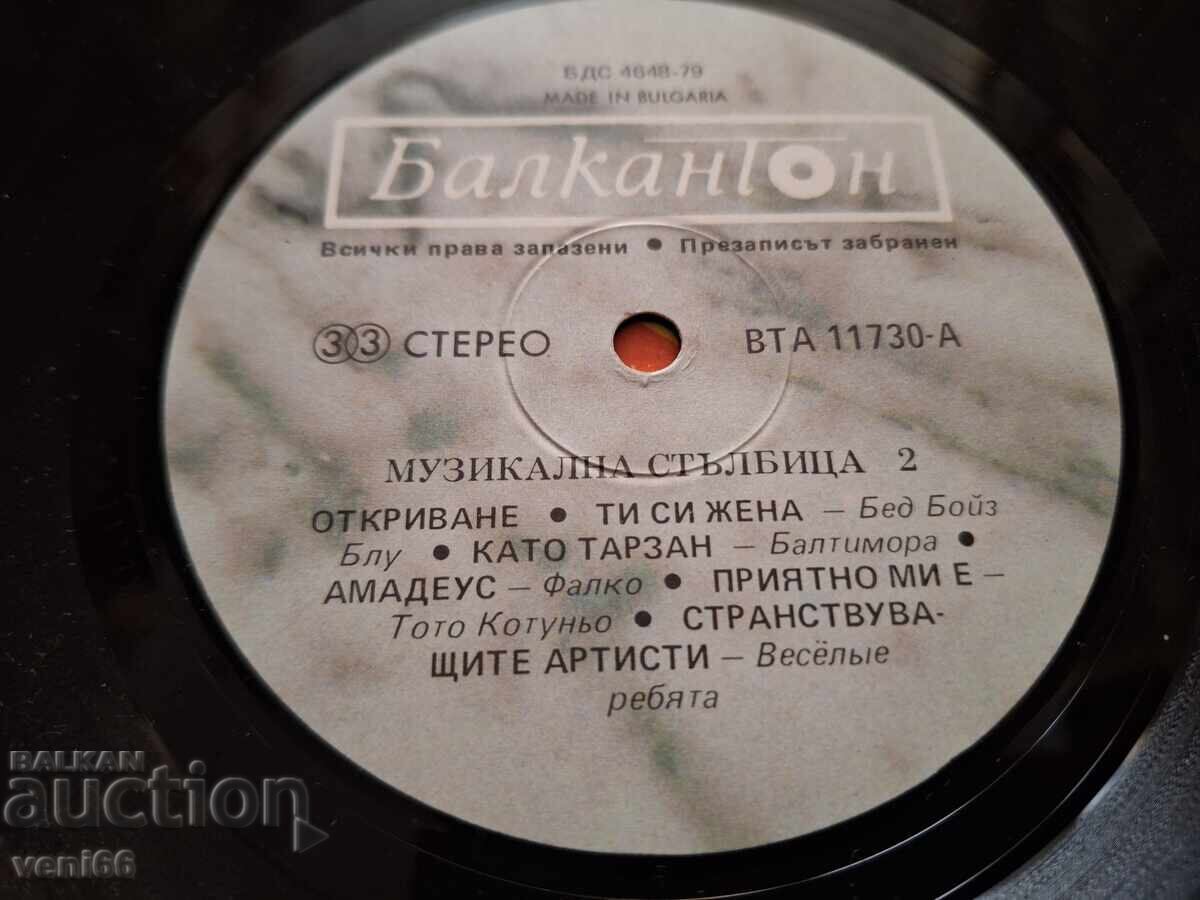 БДС 4648-79
MADE IN BULGARIA
Балкантон
Всички права запазени • Презаписът забранен
33 СТЕРЕО ВТА 11730-А
МУЗИКАЛНА СТЪЛБИЦА 2
ОТКРИВАНЕ • ТИ СИ ЖЕНА – Бед Бойз
Блу • КАТО ТАРЗАН – Балтимора •
АМАДЕУС – Фалко • ПРИЯТНО МИ Е –
Тото Котуньо • СТРАНСТВУВА-
ЩИТЕ АРТИСТИ – Весёлые
ребята
BALKAN
auction
veni66